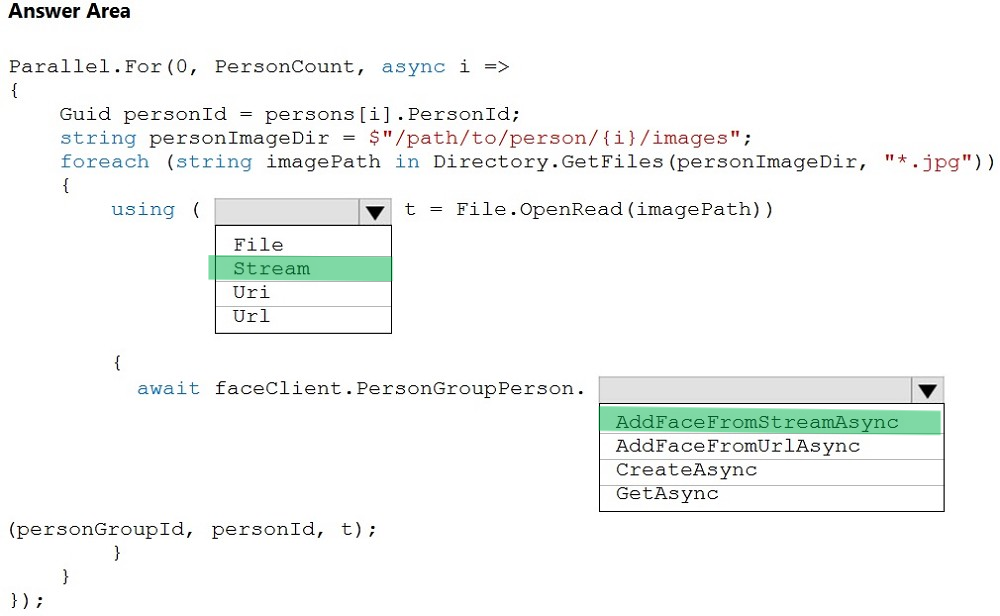 Answer Area
Parallel.For(0, PersonCount, async i =>
{
Guid personId = persons[i].PersonId;
string personImageDir = $"/path/to/person/{i}/images";
foreach (string imagePath in Directory.GetFiles(personImageDir, "*.jpg"))
{
using ( t = File.OpenRead(imagePath))
File
Stream
Uri
Url
{
await faceClient.PersonGroupPerson.
AddFaceFromStreamAsync
AddFaceFromUrlAsync
CreateAsync
GetAsync
(personGroupId, personId, t);
}
}
});